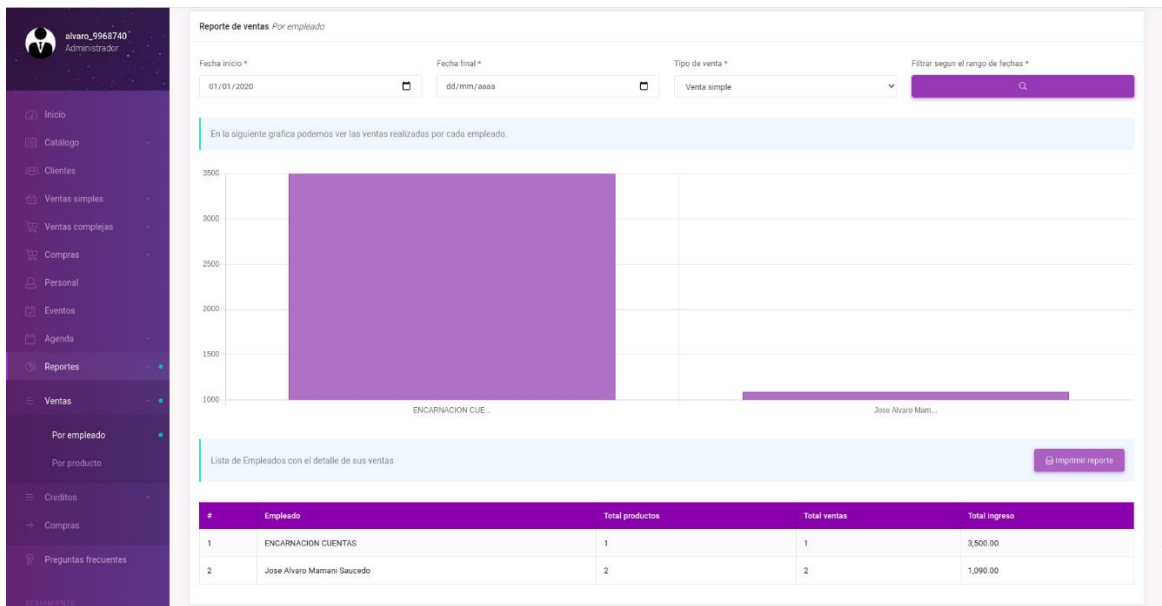 alvaro_9968740
Administrador
Inicio
Catálogo
Clientes
Ventas simples
Ventas complejas
Compras
Personal
Eventos
Agenda
Reportes
Ventas
Por empleado
Por producto
Creditos
Compras
Preguntas frecuentes
Reporte de ventas Por empleado
Fecha inicio * Fecha final * Tipo de venta * Filtrar segun el rango de fechas *
01/01/2020 dd/mm/aaaa Venta simple
En la siguiente grafica podemos ver las ventas realizadas por cada empleado.
3500
3000
2500
2000
1500
1000
ENCARNACION CUE... Jose Alvaro Mam...
Lista de Empleados con el detalle de sus ventas Imprimir reporte
# Empleado Total productos Total ventas Total ingreso
1 ENCARNACION CUENTAS 1 1 3,500.00
2 Jose Alvaro Mamani Saucedo 2 2 1,090.00